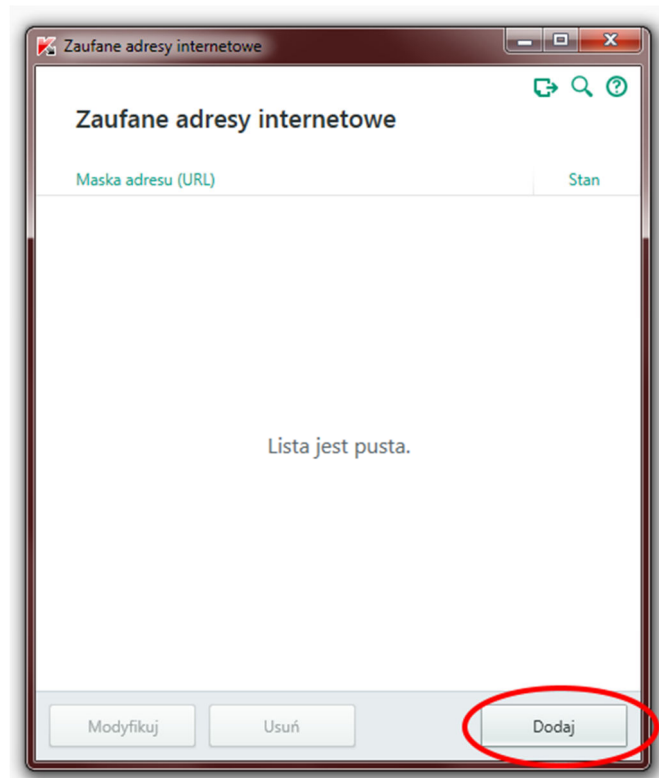 Zaufane adresy internetowe
Zaufane adresy internetowe
Maska adresu (URL) Stan
Lista jest pusta.
Modyfikuj Usuń Dodaj